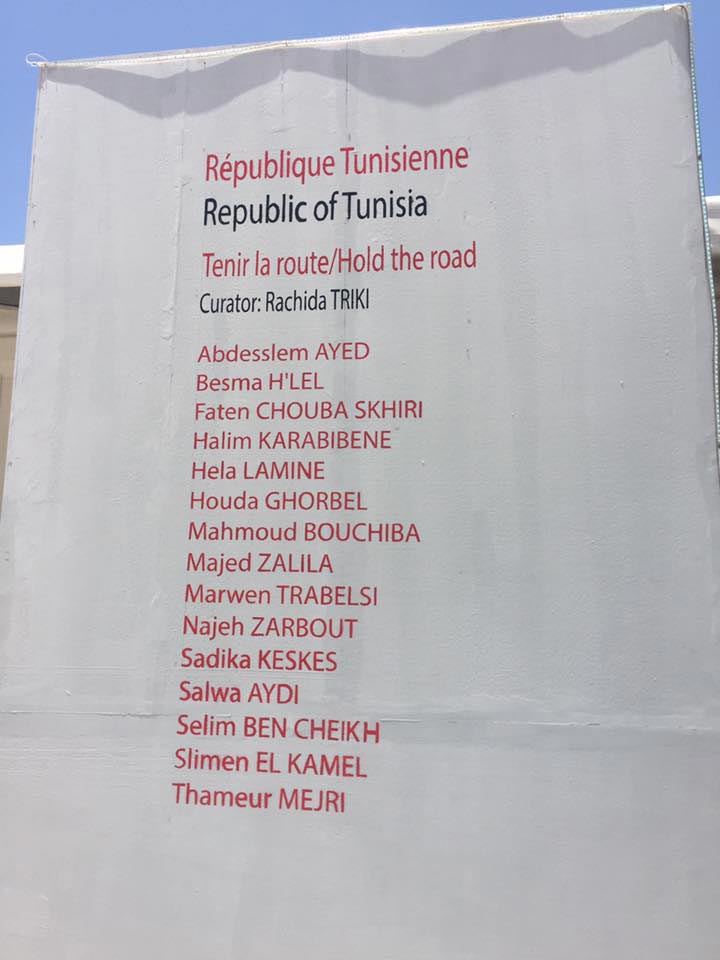 République Tunisienne
Republic of Tunisia
Tenir la route/Hold the road
Curator: Rachida TRIKI
Abdesslem AYED
Besma H'LEL
Faten CHOUBA SKHIRI
Halim KARABIBENE
Hela LAMINE
Houda GHORBEL
Mahmoud BOUCHIBA
Majed ZALILA
Marwen TRABELSI
Najeh ZARBOUT
Sadika KESKES
Salwa AYDI
Selim BEN CHEIKH
Slimen EL KAMEL
Thameur MEJRI